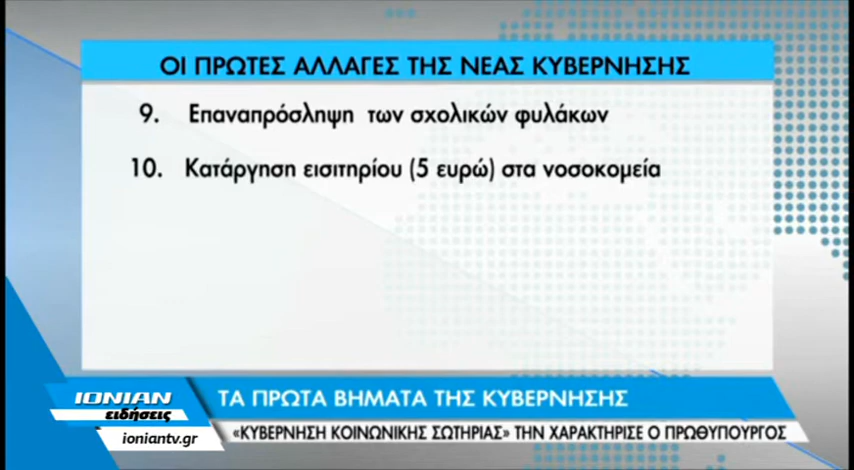 ΟΙ ΠΡΩΤΕΣ ΑΛΛΑΓΕΣ ΤΗΣ ΝΕΑΣ ΚΥΒΕΡΝΗΣΗΣ
9. Επαναπρόσληψη των σχολικών φυλάκων
10. Κατάργηση εισιτηρίου (5 ευρώ) στα νοσοκομεία
ΙΟΝΙΑΝ
ειδήσεις
ioniantv.gr
ΤΑ ΠΡΩΤΑ ΒΗΜΑΤΑ ΤΗΣ ΚΥΒΕΡΝΗΣΗΣ
«ΚΥΒΕΡΝΗΣΗ ΚΟΙΝΩΝΙΚΗΣ ΣΩΤΗΡΙΑΣ» ΤΗΝ ΧΑΡΑΚΤΗΡΙΣΕ Ο ΠΡΩΘΥΠΟΥΡΓΟΣ